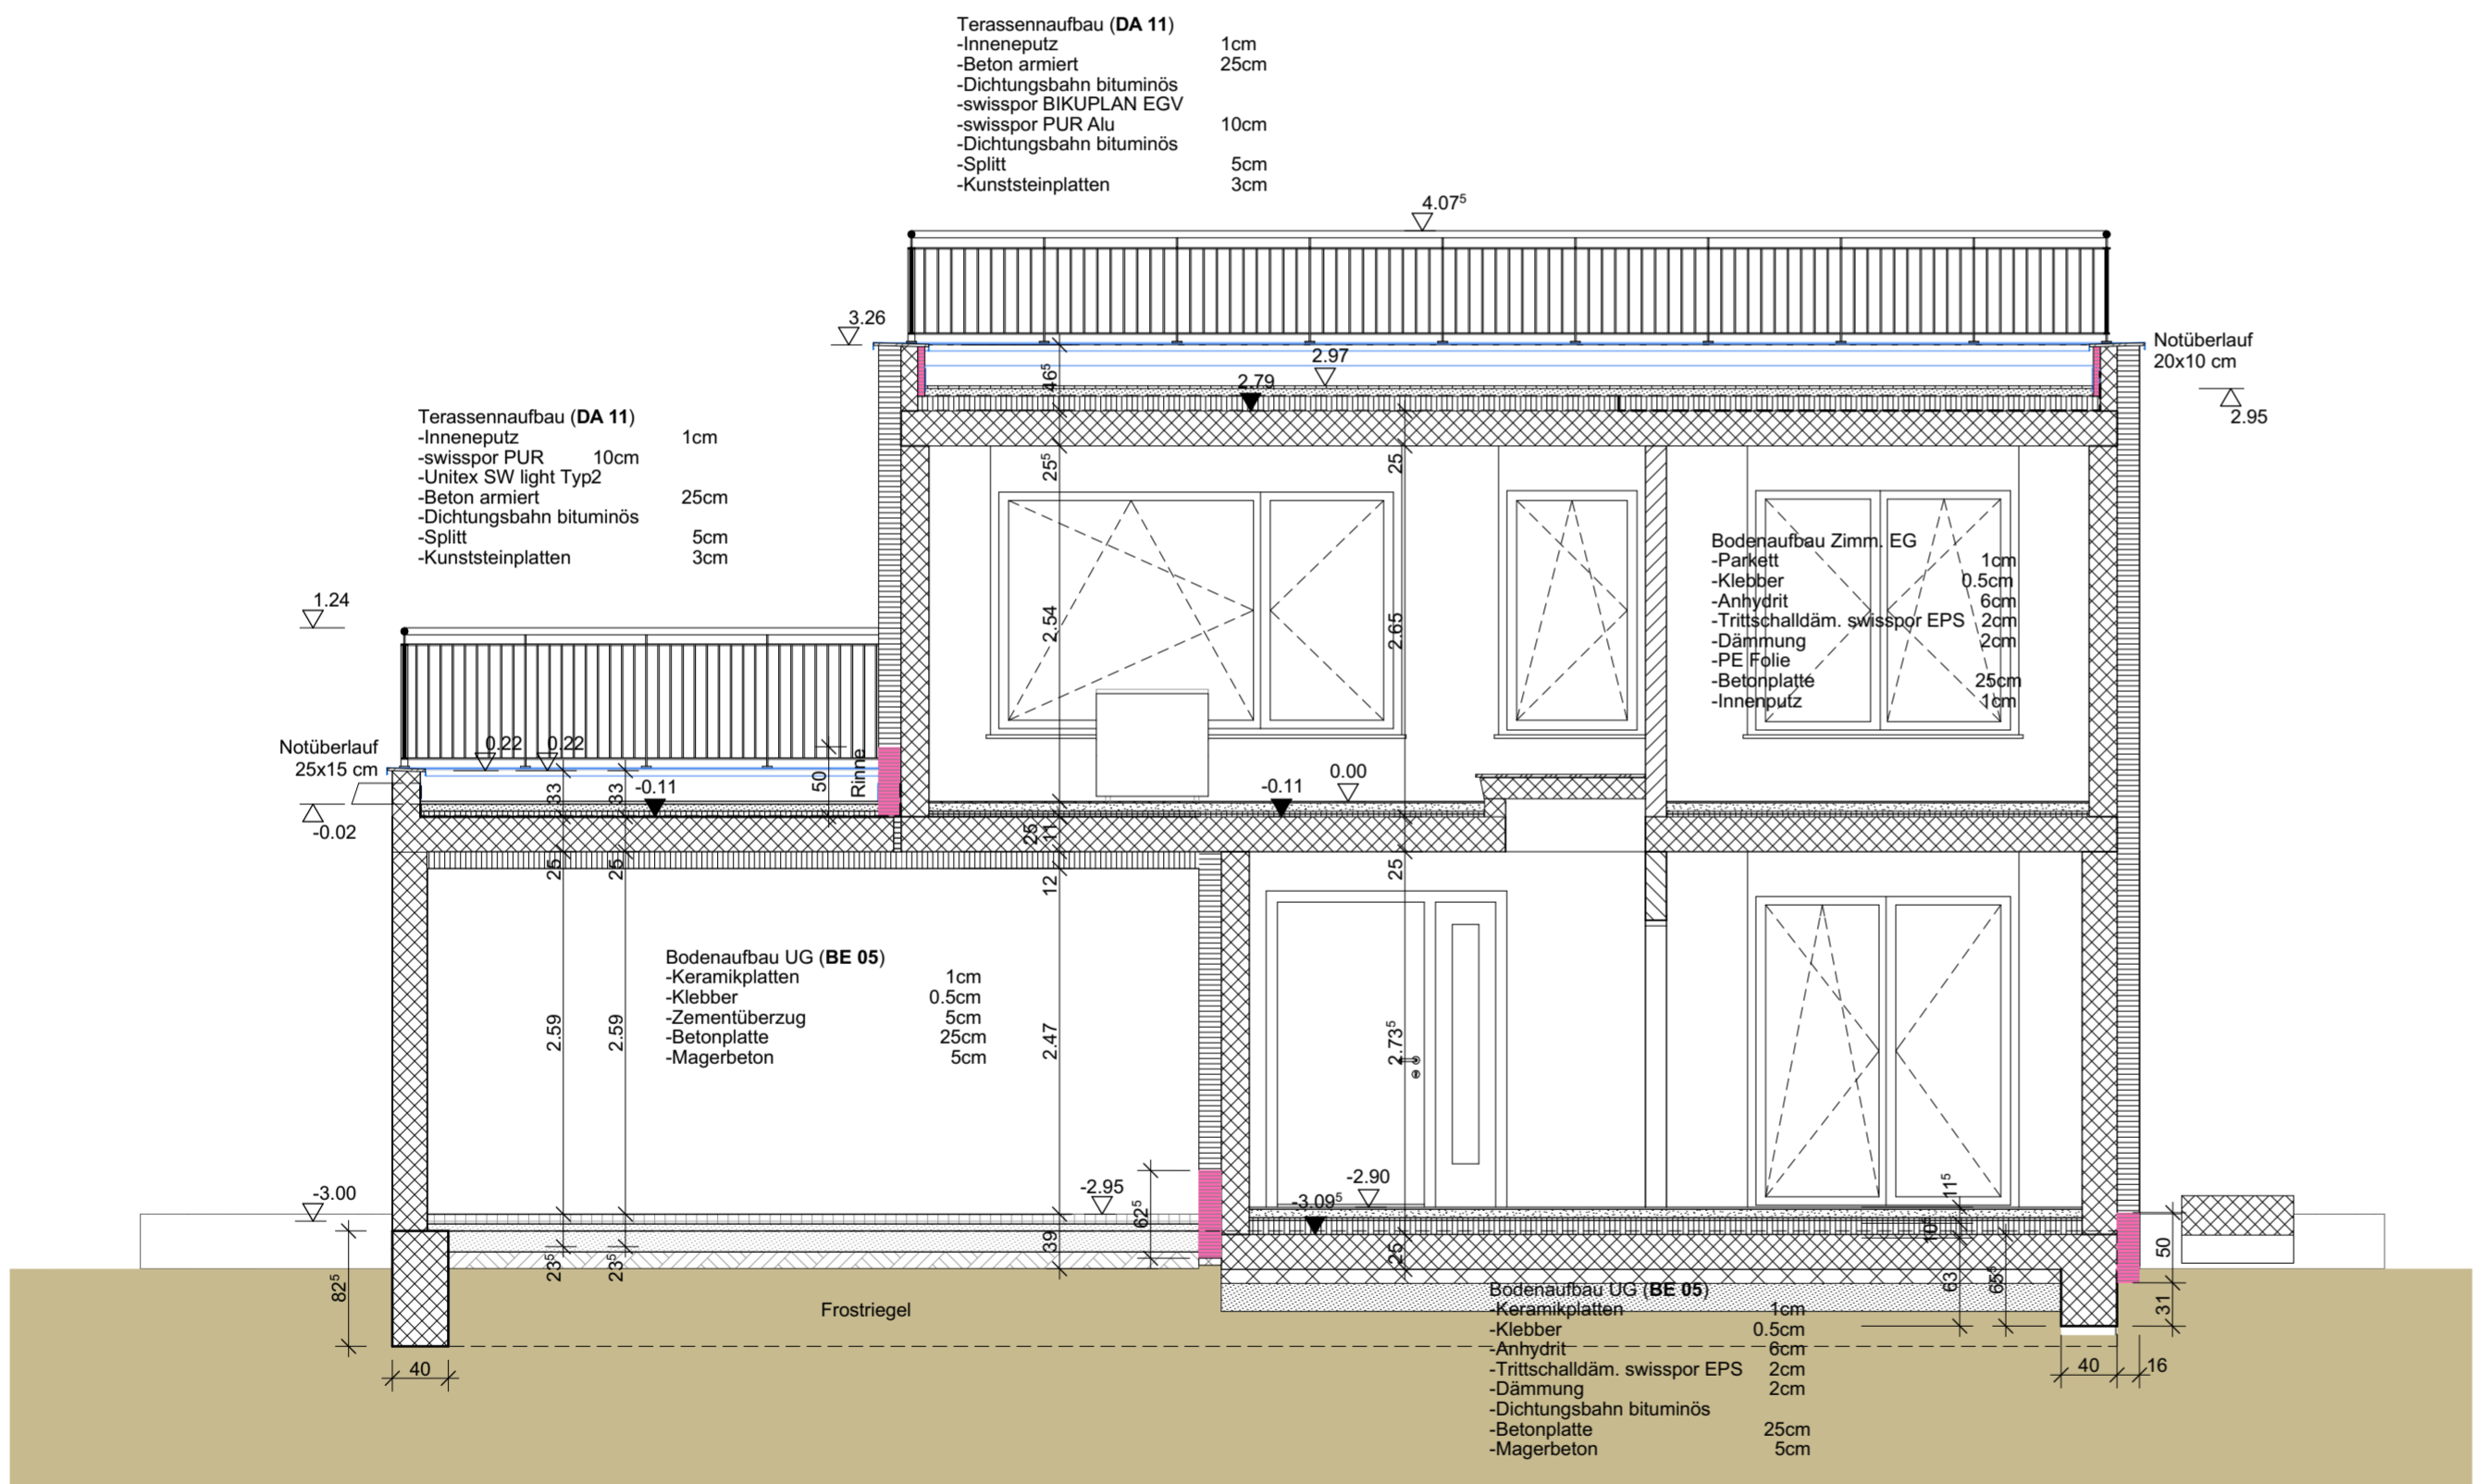 Terassennaufbau (DA 11)
-Inneneputz 1cm
-Beton armiert 25cm
-Dichtungsbahn bituminös
-swisspor BIKUPLAN EGV
-swisspor PUR Alu 10cm
-Dichtungsbahn bituminös
-Splitt 5cm
-Kunststeinplatten 3cm
4.07⁵
3.26
2.97
2.79
46⁵
Notüberlauf
20x10 cm
2.95
Terassennaufbau (DA 11)
-Inneneputz 1cm
-swisspor PUR 10cm
-Unitex SW light Typ2
-Beton armiert 25cm
-Dichtungsbahn bituminös
-Splitt 5cm
-Kunststeinplatten 3cm
25⁵
25
Bodenaufbau Zimm. EG
-Parkett 1cm
-Klebber 0.5cm
-Anhydrit 6cm
-Trittschalldäm. swisspor EPS 2cm
-Dämmung 2cm
-PE Folie
-Betonplatte 25cm
-Innenputz 1cm
1.24
2.54
2.65
Notüberlauf
25x15 cm
0.22
0.22
50
Rinne
33
33
-0.11
-0.11
0.00
-0.02
25
11
25
25
12
25
Bodenaufbau UG (BE 05)
-Keramikplatten 1cm
-Klebber 0.5cm
-Zementüberzug 5cm
-Betonplatte 25cm
-Magerbeton 5cm
2.59
2.59
2.47
2.73⁵
-3.00
-2.95
62⁵
-2.90
-3.09⁵
11⁵
10⁵
39
25
23⁵
23⁵
82⁵
63
65⁵
50
31
Frostriegel
40
40
16
Bodenaufbau UG (BE 05)
-Keramikplatten 1cm
-Klebber 0.5cm
-Anhydrit 6cm
-Trittschalldäm. swisspor EPS 2cm
-Dämmung 2cm
-Dichtungsbahn bituminös
-Betonplatte 25cm
-Magerbeton 5cm